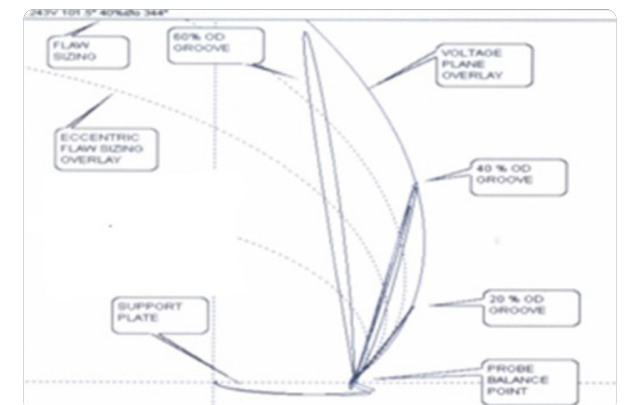 243V 101.5° 40%Øo 344°
FLAW
SIZING
60% OD
GROOVE
VOLTAGE
PLANE
OVERLAY
ECCENTRIC
FLAW SIZING
OVERLAY
40 % OD
GROOVE
SUPPORT
PLATE
20 % OD
GROOVE
PROBE
BALANCE
POINT